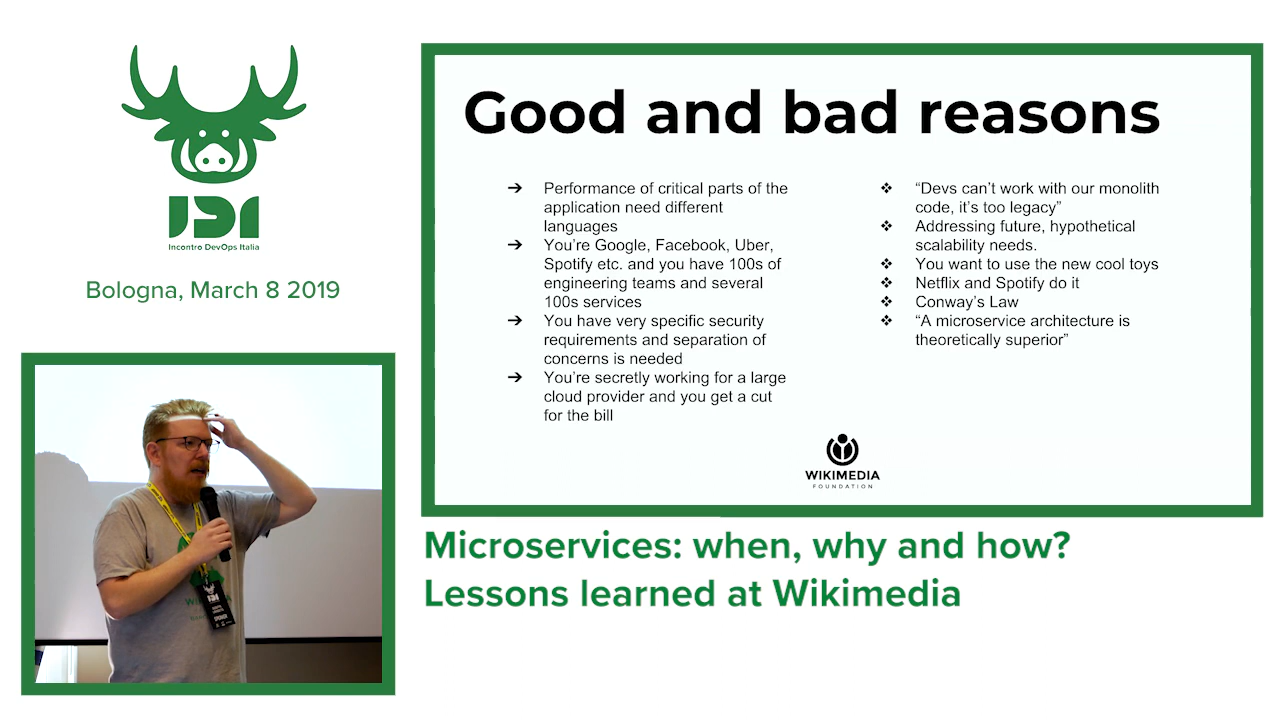 IDI
Incontro DevOps Italia
Bologna, March 8 2019
Good and bad reasons
➔ Performance of critical parts of the
application need different
languages
➔ You’re Google, Facebook, Uber,
Spotify etc. and you have 100s of
engineering teams and several
100s services
➔ You have very specific security
requirements and separation of
concerns is needed
➔ You’re secretly working for a large
cloud provider and you get a cut
for the bill
❖ “Devs can’t work with our monolith
code, it’s too legacy”
❖ Addressing future, hypothetical
scalability needs.
❖ You want to use the new cool toys
❖ Netflix and Spotify do it
❖ Conway’s Law
❖ “A microservice architecture is
theoretically superior”
WIKIMEDIA
FOUNDATION
IDI
SPEAKER
Microservices: when, why and how?
Lessons learned at Wikimedia